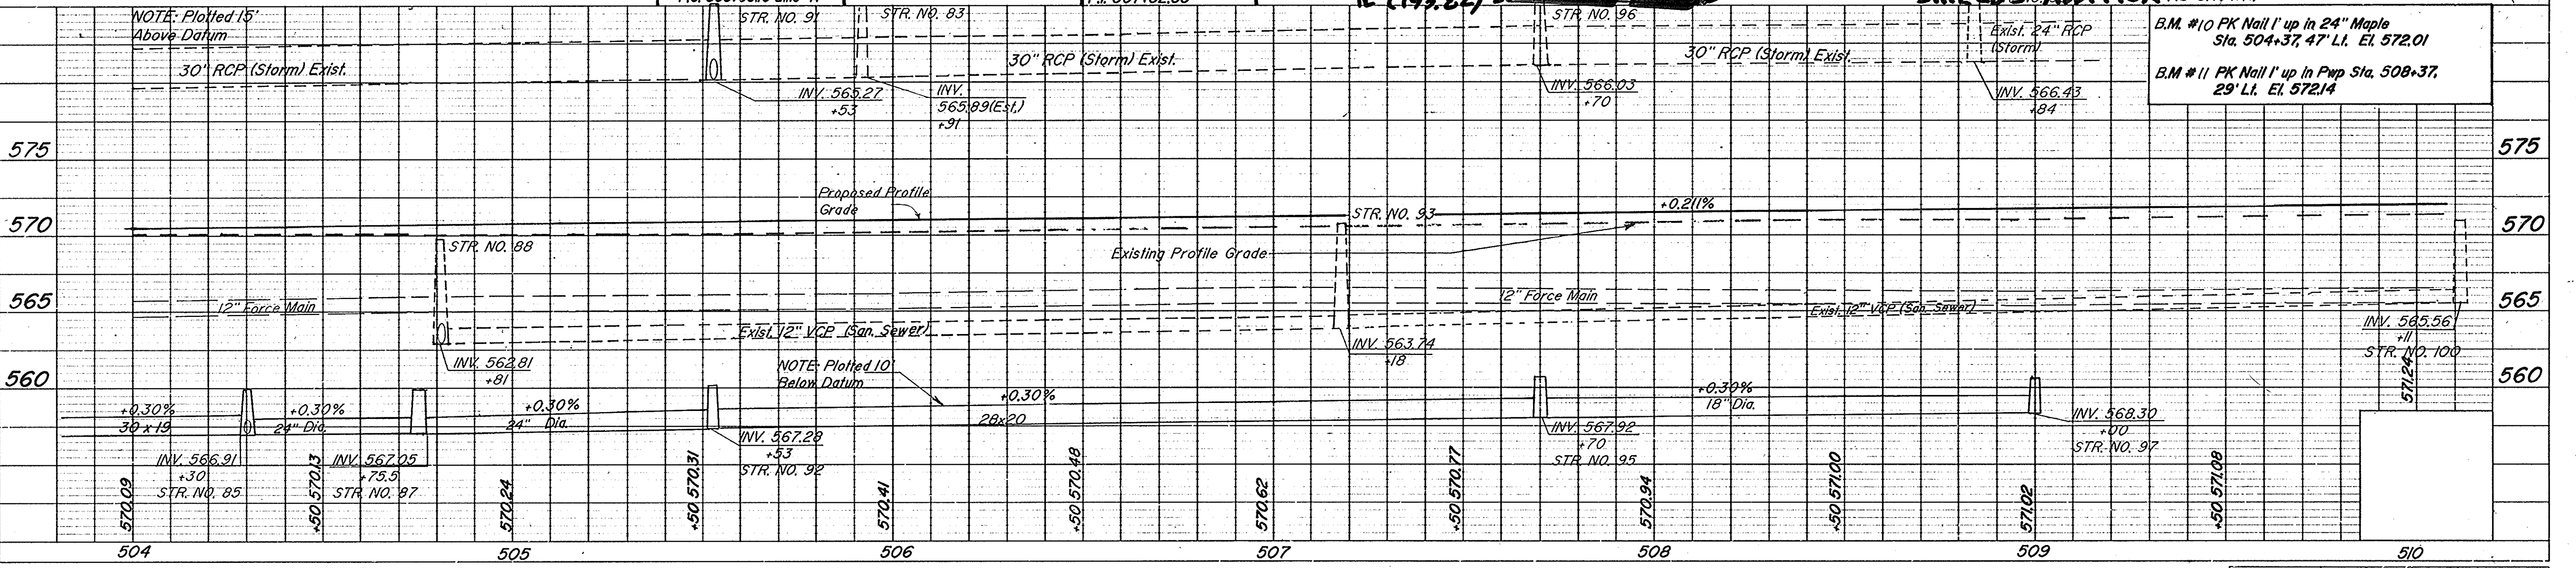 NOTE: Plotted 15'
Above Datum
30" RCP (Storm) Exist.
STR. NO. 91
STR. NO. 83
30" RCP (Storm) Exist.
INV. 565.27
+53
INV.
565.89(Est.)
+91
STR. NO. 96
30" RCP (Storm) Exist.
INV. 566.03
+70
Exist. 24" RCP
(Storm)
INV. 566.43
+84
B.M. #10 PK Nail 1' up in 24" Maple
Sta. 504+37, 47' Lt. El. 572.01
B.M #11 PK Nail 1' up in Pwp Sta. 508+37,
29' Lt. El. 572.14
575
575
Proposed Profile
Grade
STR. NO. 93
+0.211%
570
570
STR. NO. 88
Existing Profile Grade
565
565
12" Force Main
12" Force Main
Exist. 12" VCP (San. Sewer)
Exist. 12" VCP (San. Sewer)
INV. 565.56
+11
STR. NO. 100
INV. 562.81
+81
INV. 563.74
+18
NOTE: Plotted 10'
Below Datum
560
560
+0.30%
30 x 19
+0.30%
24" Dia.
+0.30%
24" Dia.
+0.30%
28x20
+0.30%
18" Dia.
INV. 566.91
+30
STR. NO. 85
INV. 567.05
+75.5
STR. NO. 87
INV. 567.28
+53
STR. NO. 92
INV. 567.92
+70
STR. NO. 95
INV. 568.30
+00
STR. NO. 97
570.09
+50 570.13
570.24
+50 570.31
570.41
+50 570.48
570.62
+50 570.77
570.94
+50 571.00
571.02
+50 571.08
571.24
504
505
506
507
508
509
510